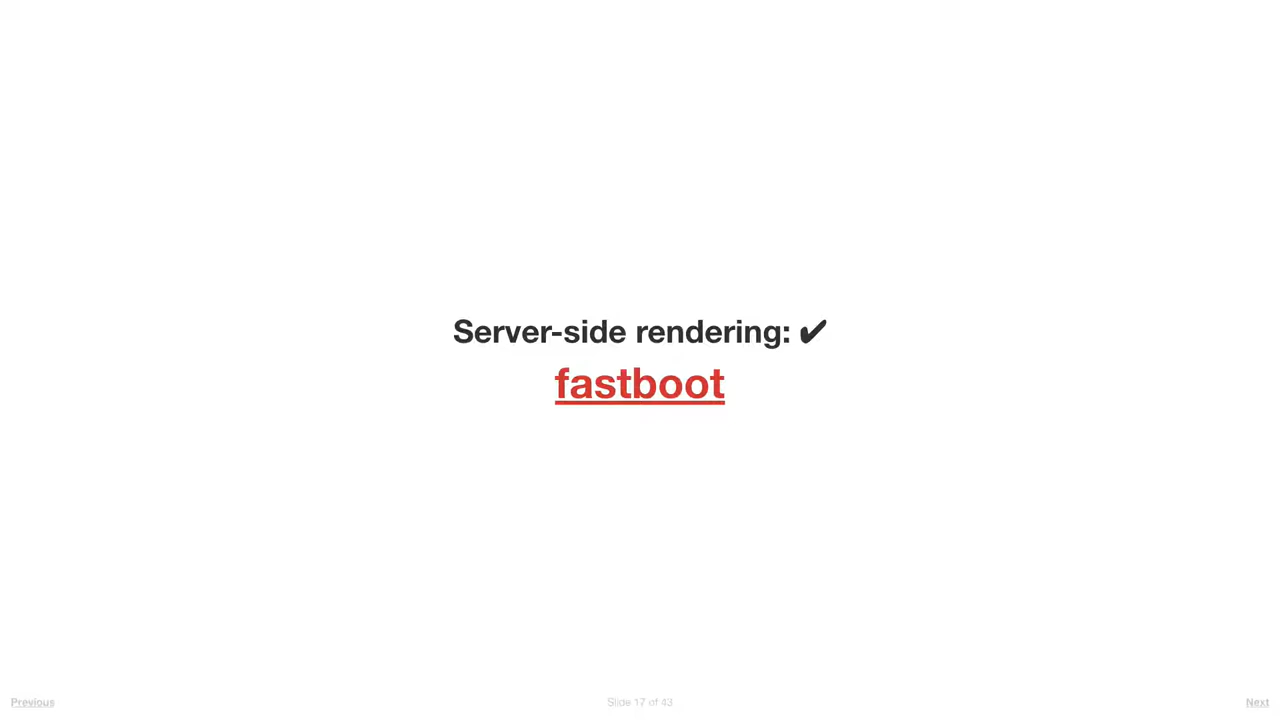 Server-side rendering: ✔
fastboot
Previous
Slide 17 of 43
Next